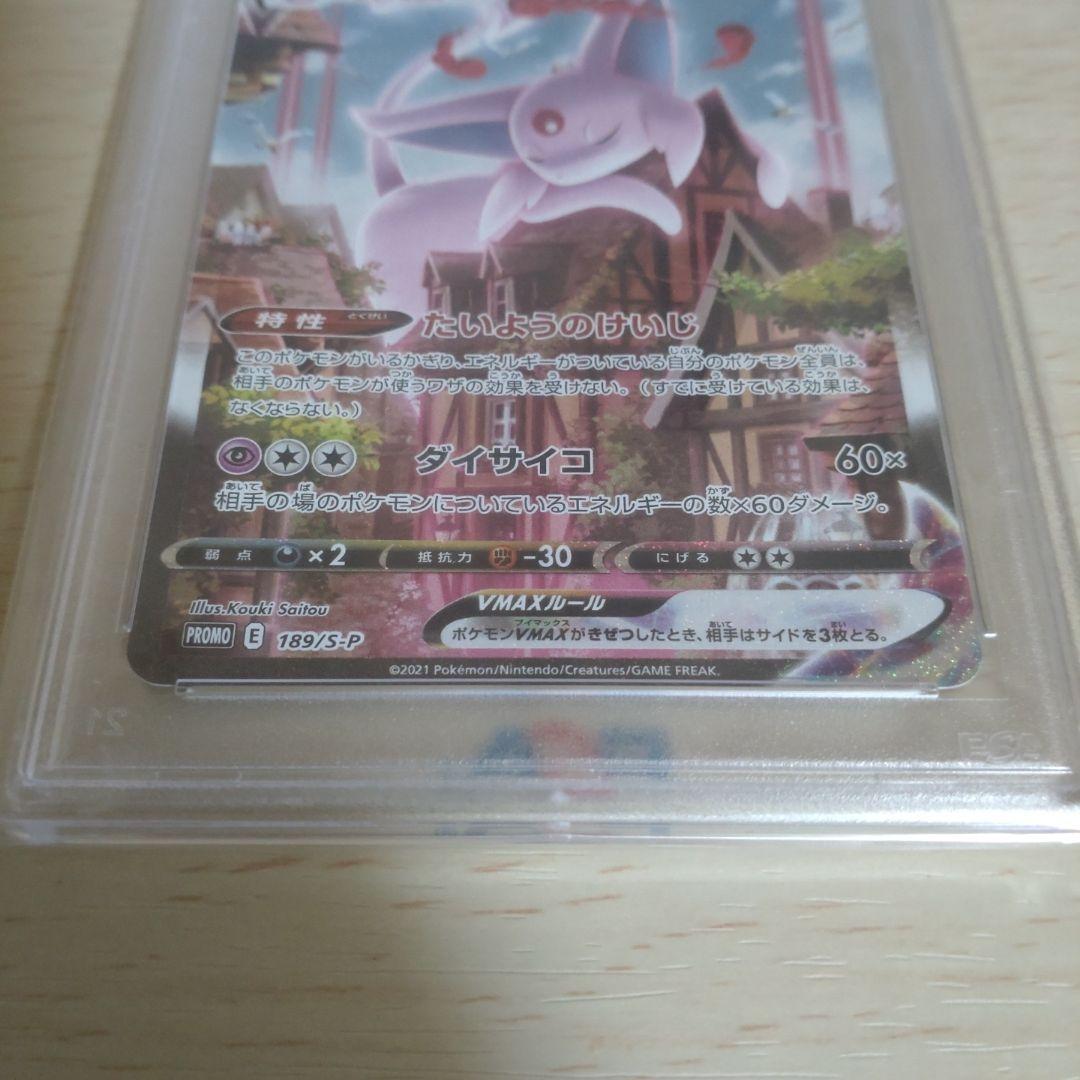 特性 とくせい たいようのけいじ
このポケモンがいるかぎり、エネルギーがついている自分のポケモン全員は、
相手のポケモンが使うワザの効果を受けない。(すでに受けている効果は、
なくならない。)
ダイサイコ 60×
相手の場のポケモンについているエネルギーの数×60ダメージ。
弱点 ×2 抵抗力 -30 にげる
Illus.Kouki Saitou
VMAXルール
PROMO E 189/S-P
ポケモンVMAXがきぜつしたとき、相手はサイドを3枚とる。
©2021 Pokémon/Nintendo/Creatures/GAME FREAK.